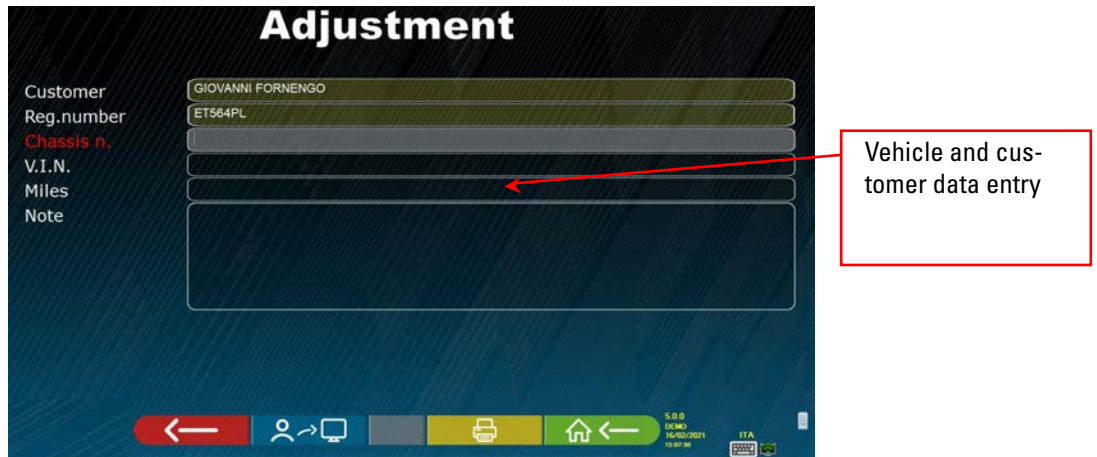 Adjustment
Customer GIOVANNI FORNENGO
Reg.number ET564PL
Chassis n.
V.I.N.
Miles
Note
Vehicle and cus-
tomer data entry
5.0.0
DEMO
16/02/2021
ITA